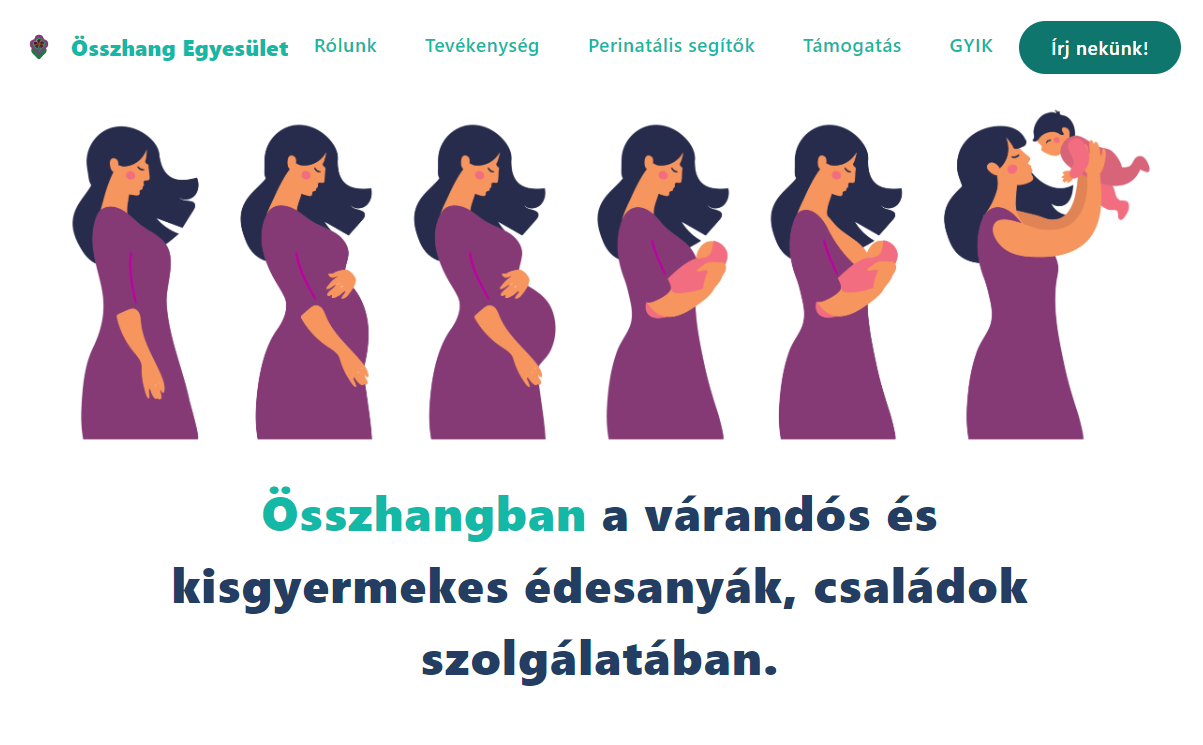 Összhang Egyesület
Rólunk
Tevékenység
Perinatális segítők
Támogatás
GYIK
Írj nekünk!
Összhangban a várandós és
kisgyermekes édesanyák, családok
szolgálatában.